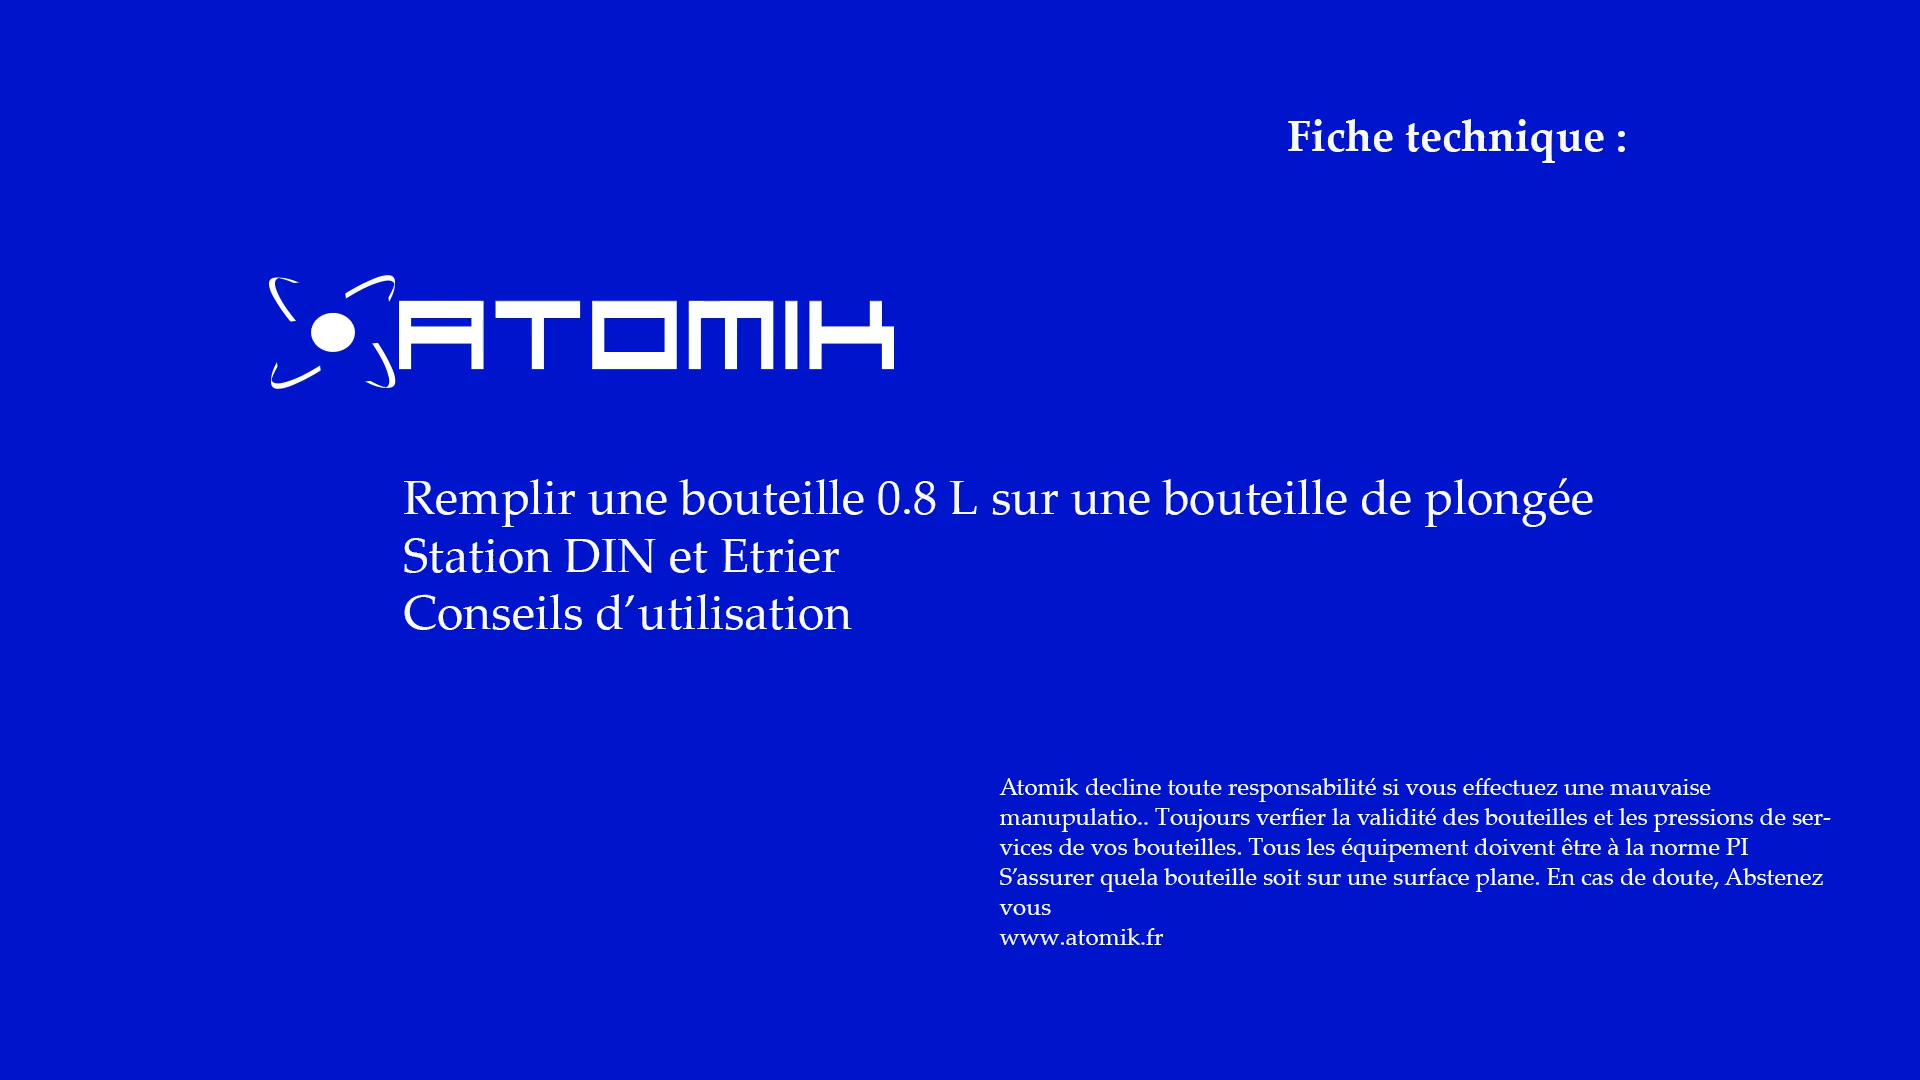 Fiche technique :
ATOMIK
Remplir une bouteille 0.8 L sur une bouteille de plongée
Station DIN et Etrier
Conseils d’utilisation
Atomik decline toute responsabilité si vous effectuez une mauvaise
manupulatio.. Toujours verfier la validité des bouteilles et les pressions de ser-
vices de vos bouteilles. Tous les équipement doivent être à la norme PI
S’assurer quela bouteille soit sur une surface plane. En cas de doute, Abstenez
vous
www.atomik.fr